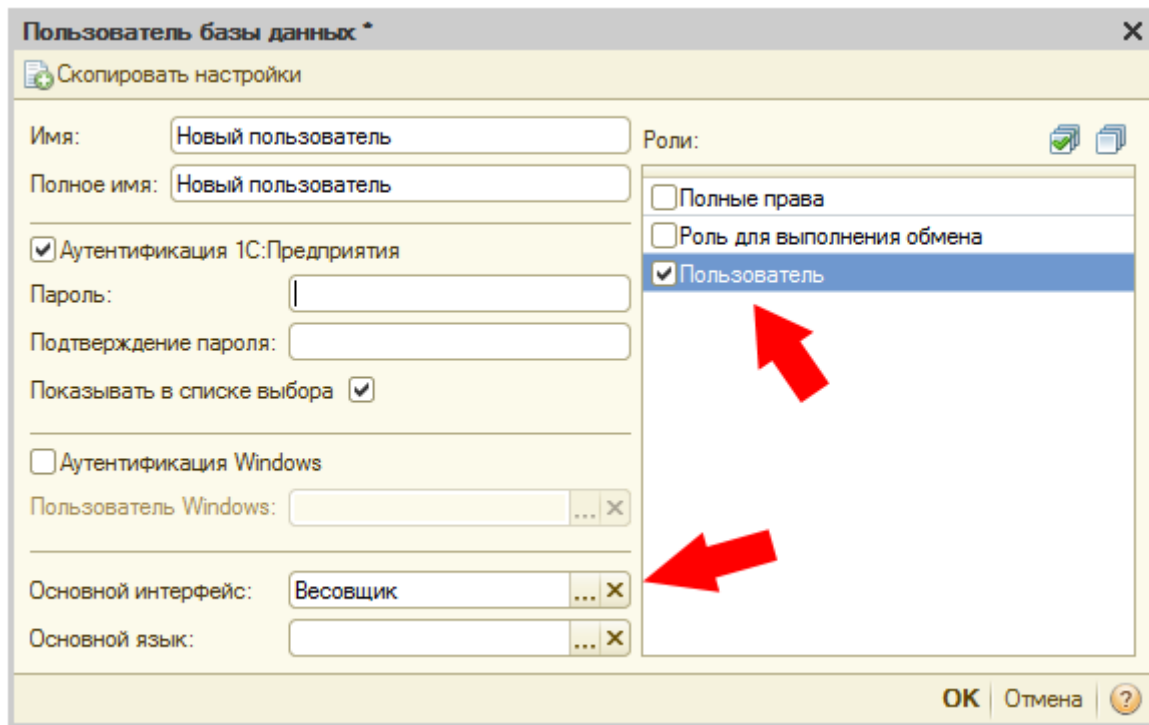 Пользователь базы данных *
Скопировать настройки
Имя: Новый пользователь
Полное имя: Новый пользователь
Аутентификация 1С:Предприятия
Пароль:
Подтверждение пароля:
Показывать в списке выбора
Аутентификация Windows
Пользователь Windows: ...
Основной интерфейс: Весовщик ...
Основной язык: ...
Роли:
Полные права
Роль для выполнения обмена
Пользователь
OK Отмена ?